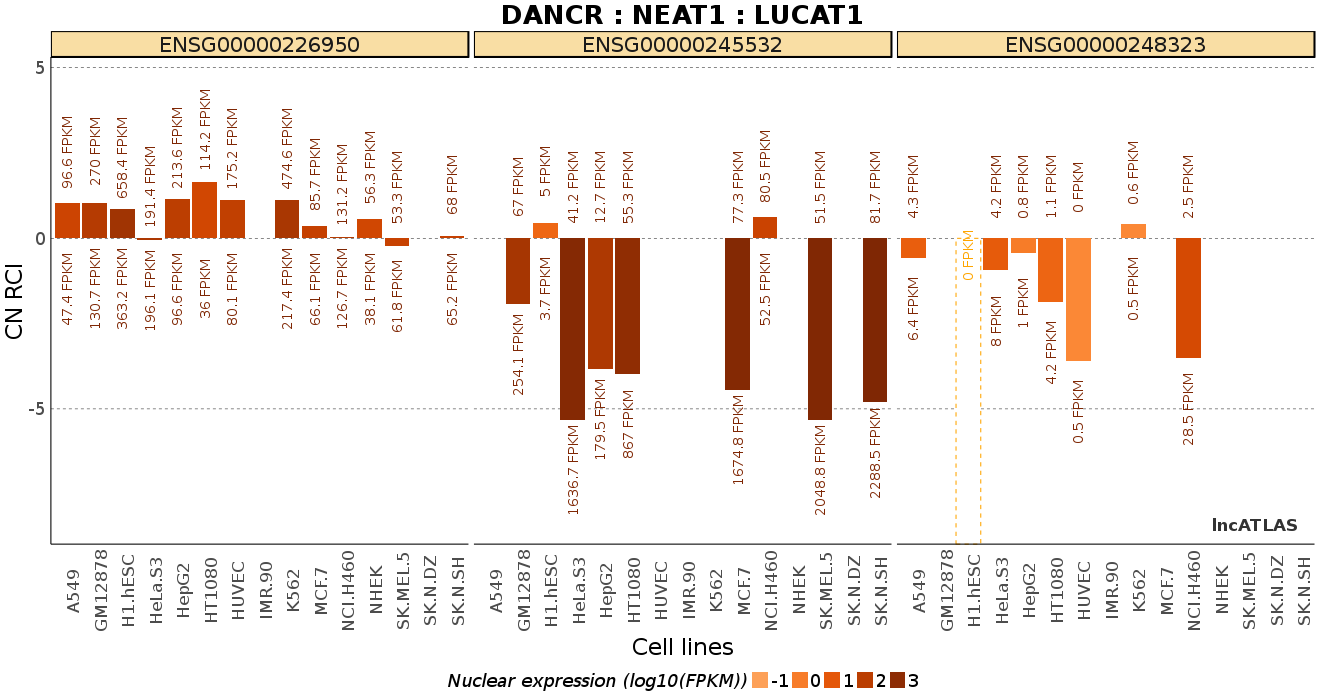 DANCR : NEAT1 : LUCAT1
ENSG00000226950
ENSG00000245532
ENSG00000248323
CN RCI
5
0
-5
96.6 FPKM
270 FPKM
658.4 FPKM
191.4 FPKM
213.6 FPKM
114.2 FPKM
175.2 FPKM
474.6 FPKM
85.7 FPKM
131.2 FPKM
56.3 FPKM
53.3 FPKM
68 FPKM
47.4 FPKM
130.7 FPKM
363.2 FPKM
196.1 FPKM
96.6 FPKM
36 FPKM
80.1 FPKM
217.4 FPKM
66.1 FPKM
126.7 FPKM
38.1 FPKM
61.8 FPKM
65.2 FPKM
67 FPKM
5 FPKM
41.2 FPKM
12.7 FPKM
55.3 FPKM
77.3 FPKM
80.5 FPKM
51.5 FPKM
81.7 FPKM
254.1 FPKM
3.7 FPKM
1636.7 FPKM
179.5 FPKM
867 FPKM
1674.8 FPKM
52.5 FPKM
2048.8 FPKM
2288.5 FPKM
4.3 FPKM
0 FPKM
4.2 FPKM
0.8 FPKM
1.1 FPKM
0 FPKM
0.6 FPKM
2.5 FPKM
6.4 FPKM
8 FPKM
1 FPKM
4.2 FPKM
0.5 FPKM
0.5 FPKM
28.5 FPKM
lncATLAS
A549
GM12878
H1.hESC
HeLa.S3
HepG2
HT1080
HUVEC
IMR.90
K562
MCF.7
NCI.H460
NHEK
SK.MEL.5
SK.N.DZ
SK.N.SH
A549
GM12878
H1.hESC
HeLa.S3
HepG2
HT1080
HUVEC
IMR.90
K562
MCF.7
NCI.H460
NHEK
SK.MEL.5
SK.N.DZ
SK.N.SH
A549
GM12878
H1.hESC
HeLa.S3
HepG2
HT1080
HUVEC
IMR.90
K562
MCF.7
NCI.H460
NHEK
SK.MEL.5
SK.N.DZ
SK.N.SH
Cell lines
Nuclear expression (log10(FPKM)) -1 0 1 2 3